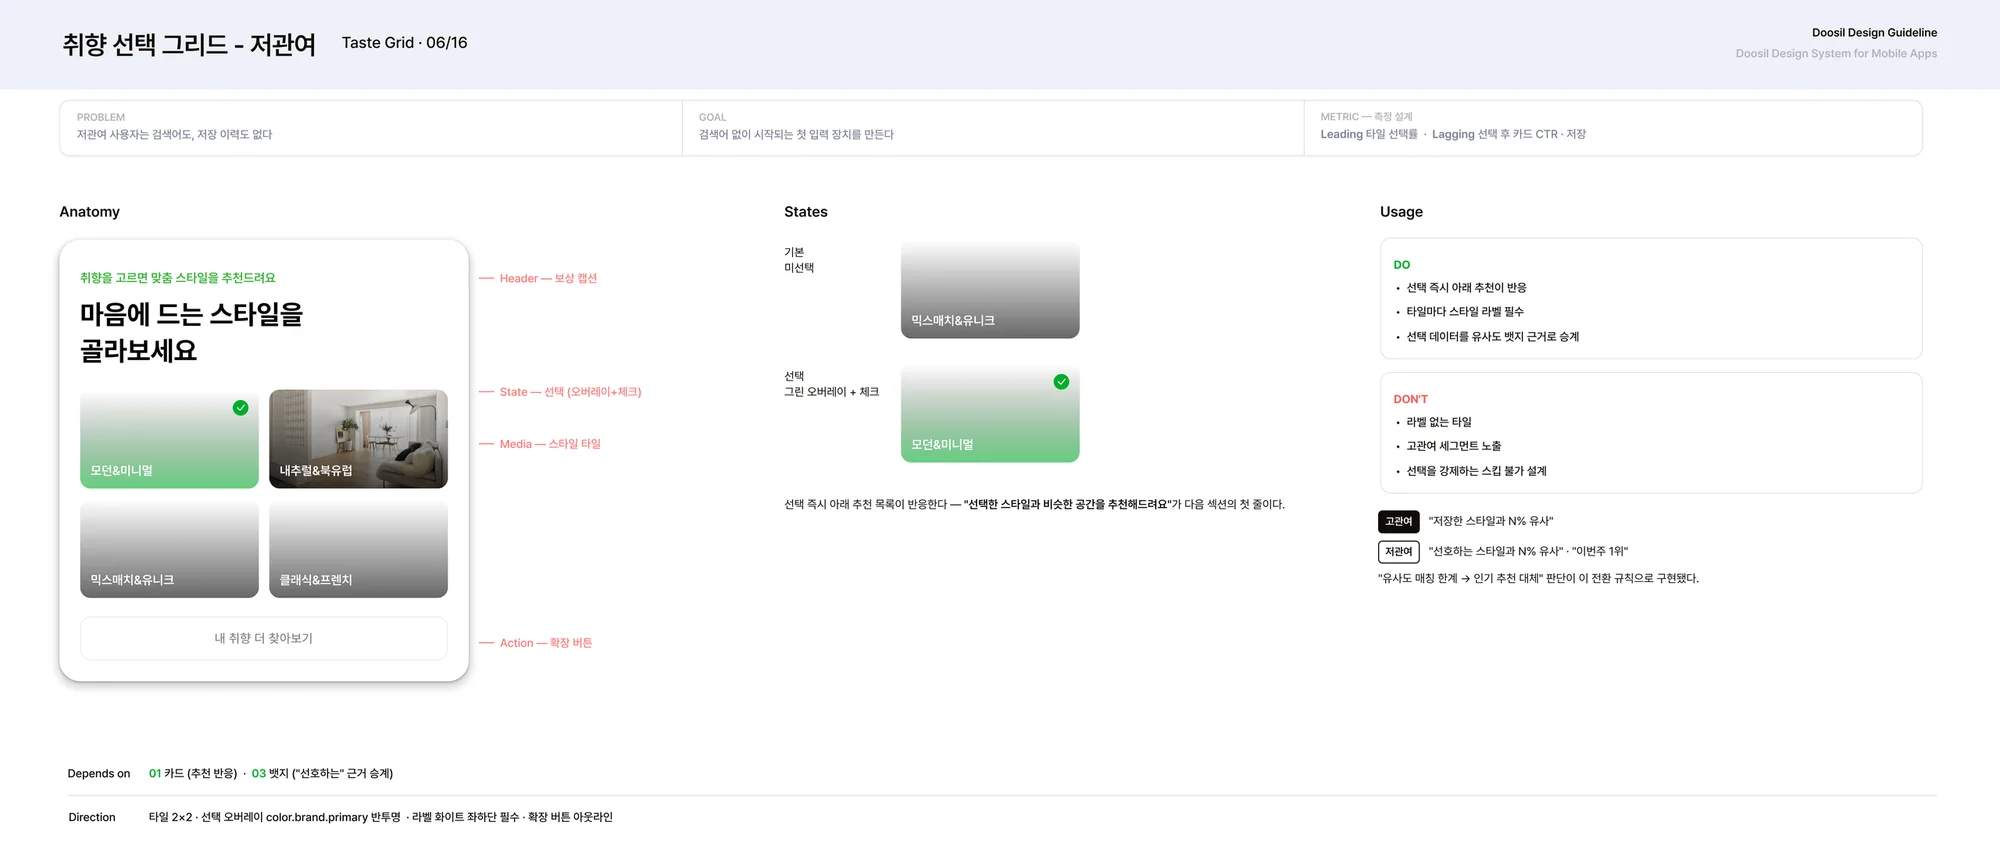 취향 선택 그리드 - 저관여
Taste Grid · 06/16
Doosil Design Guideline
Doosil Design System for Mobile Apps
PROBLEM
저관여 사용자는 검색어도, 저장 이력도 없다
GOAL
검색어 없이 시작되는 첫 입력 장치를 만든다
METRIC — 측정 설계
Leading 타일 선택률 · Lagging 선택 후 카드 CTR · 저장
Anatomy
취향을 고르면 맞춤 스타일을 추천드려요
마음에 드는 스타일을
골라보세요
모던&미니멀
내추럴&북유럽
믹스매치&유니크
클래식&프렌치
내 취향 더 찾아보기
Header — 보상 캡션
State — 선택 (오버레이+체크)
Media — 스타일 타일
Action — 확장 버튼
States
기본
미선택
믹스매치&유니크
선택
그린 오버레이 + 체크
모던&미니멀
선택 즉시 아래 추천 목록이 반응한다 — "선택한 스타일과 비슷한 공간을 추천해드려요"가 다음 섹션의 첫 줄이다.
Usage
DO
• 선택 즉시 아래 추천이 반응
• 타일마다 스타일 라벨 필수
• 선택 데이터를 유사도 뱃지 근거로 승계
DON'T
• 라벨 없는 타일
• 고관여 세그먼트 노출
• 선택을 강제하는 스킵 불가 설계
고관여 "저장한 스타일과 N% 유사"
저관여 "선호하는 스타일과 N% 유사" · "이번주 1위"
"유사도 매칭 한계 → 인기 추천 대체" 판단이 이 전환 규칙으로 구현됐다.
Depends on 01 카드 (추천 반응) · 03 뱃지 ("선호하는" 근거 승계)
Direction 타일 2×2 · 선택 오버레이 color.brand.primary 반투명 · 라벨 화이트 좌하단 필수 · 확장 버튼 아웃라인